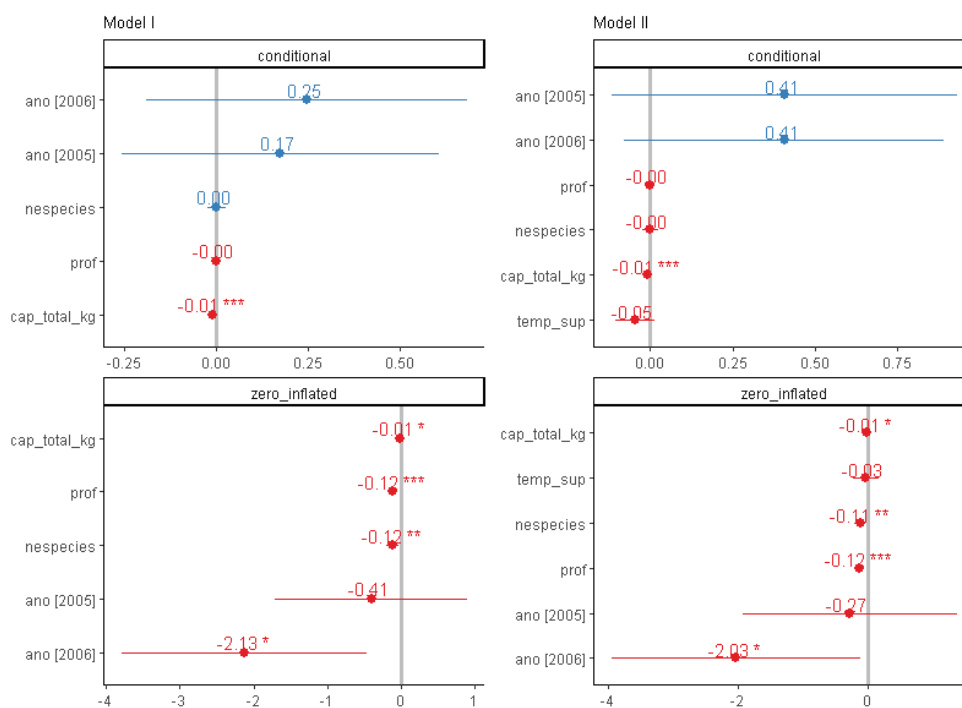 Model I
conditional
ano [2006]
0.25
ano [2005]
0.17
nespecies
0.00
prof
-0.00
cap_total_kg
-0.01 ***
-0.25
0.00
0.25
0.50
zero_inflated
cap_total_kg
-0.01 *
prof
-0.12 ***
nespecies
-0.12 **
ano [2005]
-0.41
ano [2006]
-2.13 *
-4
-3
-2
-1
0
1
Model II
conditional
ano [2005]
0.41
ano [2006]
0.41
prof
-0.00
nespecies
-0.00
cap_total_kg
-0.01 ***
temp_sup
-0.05
0.00
0.25
0.50
0.75
zero_inflated
cap_total_kg
-0.01 *
temp_sup
-0.03
nespecies
-0.11 **
prof
-0.12 ***
ano [2005]
-0.27
ano [2006]
-2.03 *
-4
-2
0